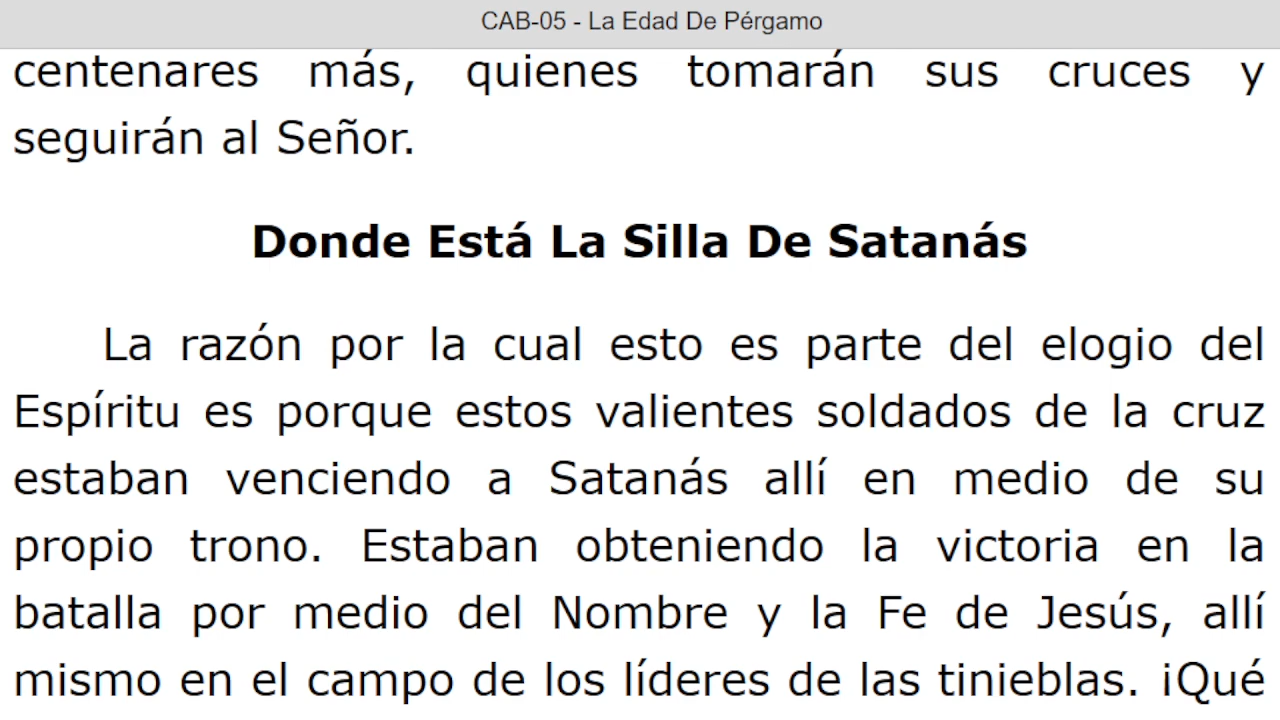 CAB-05 - La Edad De Pérgamo
centenares más, quienes tomarán sus cruces y
seguirán al Señor.
Donde Está La Silla De Satanás
La razón por la cual esto es parte del elogio del
Espíritu es porque estos valientes soldados de la cruz
estaban venciendo a Satanás allí en medio de su
propio trono. Estaban obteniendo la victoria en la
batalla por medio del Nombre y la Fe de Jesús, allí
mismo en el campo de los líderes de las tinieblas. ¡Qué